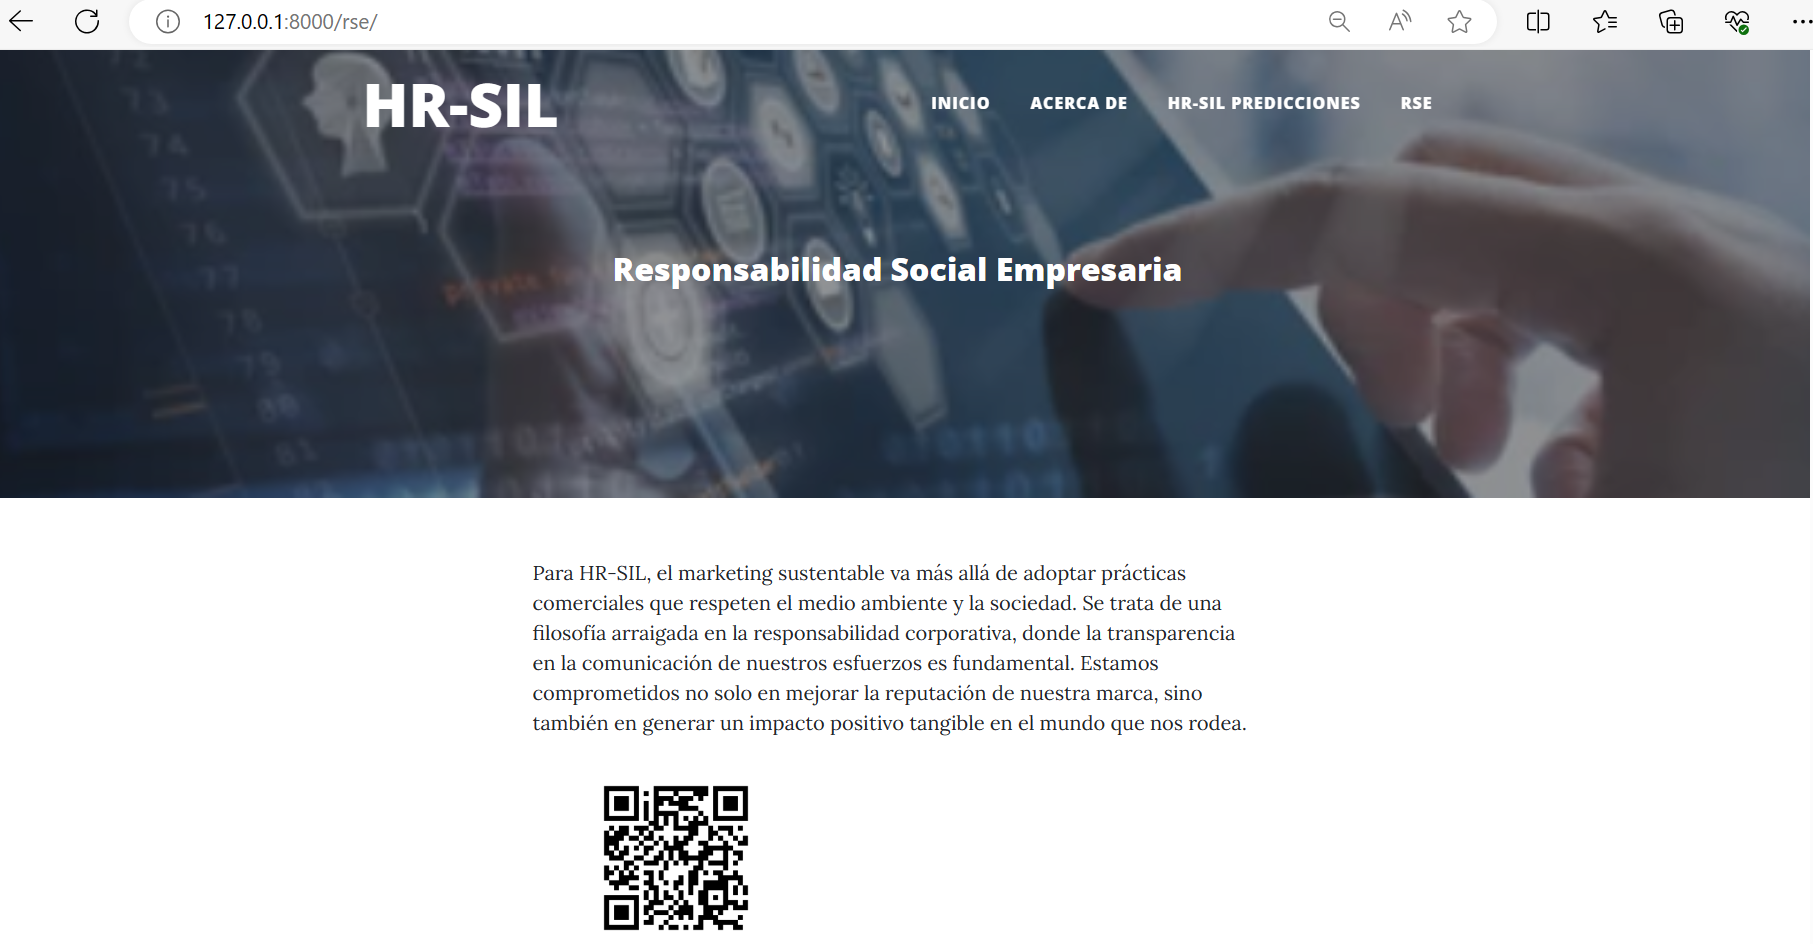 127.0.0.1:8000/rse/
HR-SIL
INICIO ACERCA DE HR-SIL PREDICCIONES RSE
Responsabilidad Social Empresaria
Para HR-SIL, el marketing sustentable va más allá de adoptar prácticas
comerciales que respeten el medio ambiente y la sociedad. Se trata de una
filosofía arraigada en la responsabilidad corporativa, donde la transparencia
en la comunicación de nuestros esfuerzos es fundamental. Estamos
comprometidos no solo en mejorar la reputación de nuestra marca, sino
también en generar un impacto positivo tangible en el mundo que nos rodea.